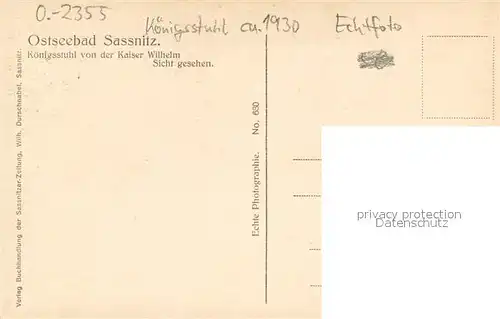 O.-2355 Königsstuhl ca. 1930 Echtfoto
Ostseebad Sassnitz.
Königsstuhl von der Kaiser Wilhelm
Sicht gesehen.
Verlag Buchhandlung der Sassnitzer-Zeitung, Wilh. Durschnabel, Sassnitz.
Echte Photographie. No. 630
privacy protection
Datenschutz